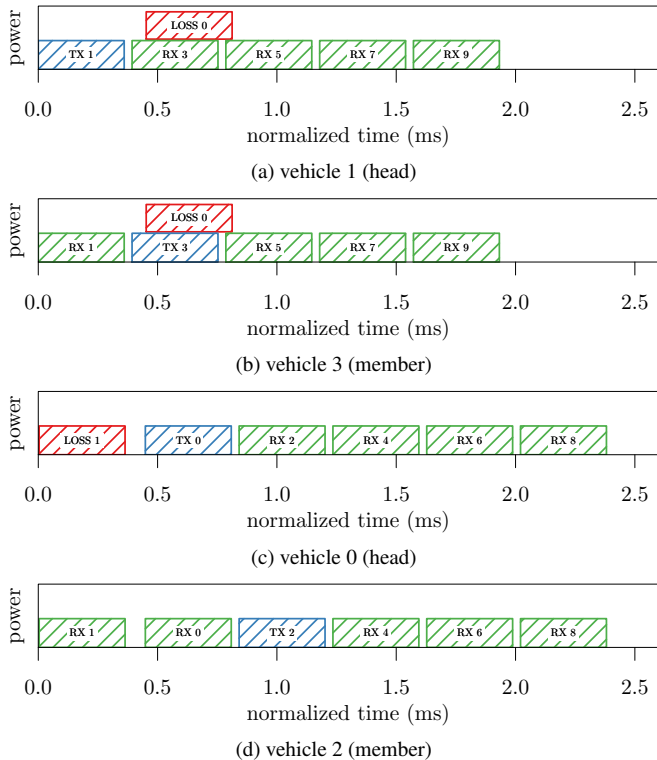 power
LOSS 0
TX 1 RX 3 RX 5 RX 7 RX 9
0.0 0.5 1.0 1.5 2.0 2.5
normalized time (ms)
(a) vehicle 1 (head)
power
LOSS 0
RX 1 TX 3 RX 5 RX 7 RX 9
0.0 0.5 1.0 1.5 2.0 2.5
normalized time (ms)
(b) vehicle 3 (member)
power
LOSS 1 TX 0 RX 2 RX 4 RX 6 RX 8
0.0 0.5 1.0 1.5 2.0 2.5
normalized time (ms)
(c) vehicle 0 (head)
power
RX 1 RX 0 TX 2 RX 4 RX 6 RX 8
0.0 0.5 1.0 1.5 2.0 2.5
normalized time (ms)
(d) vehicle 2 (member)